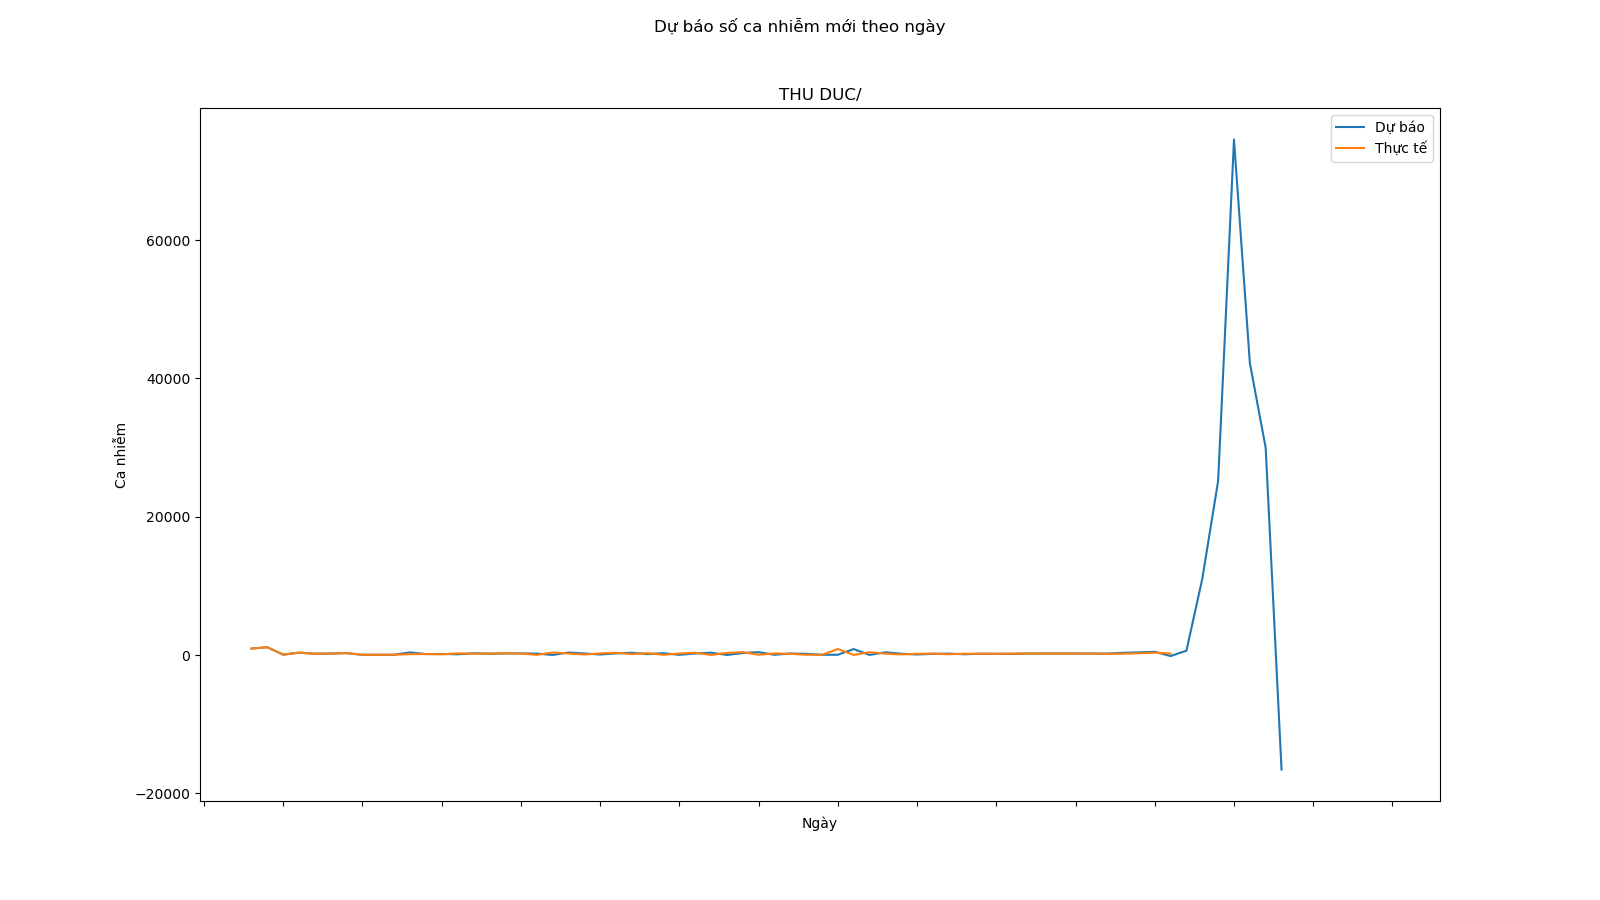 Dự báo số ca nhiễm mới theo ngày
THU DUC/
Dự báo
Thực tế
60000
40000
20000
0
−20000
Ca nhiễm
Ngày